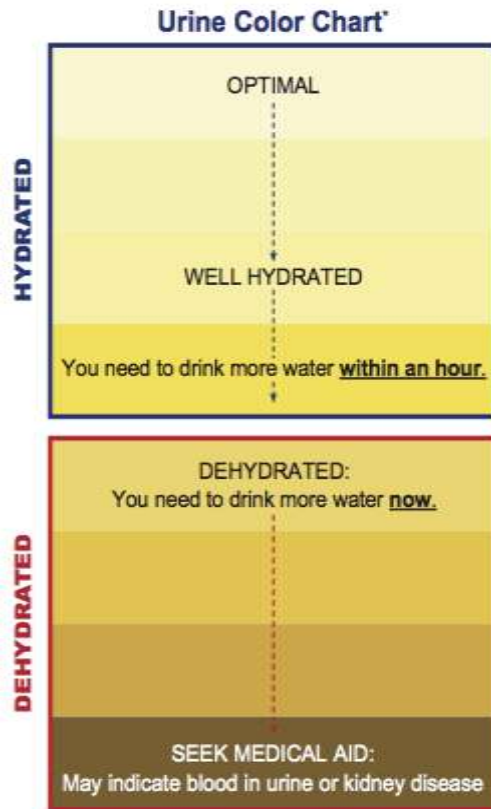 Urine Color Chart*
HYDRATED
OPTIMAL
WELL HYDRATED
You need to drink more water within an hour.
DEHYDRATED
DEHYDRATED:
You need to drink more water now.
SEEK MEDICAL AID:
May indicate blood in urine or kidney disease